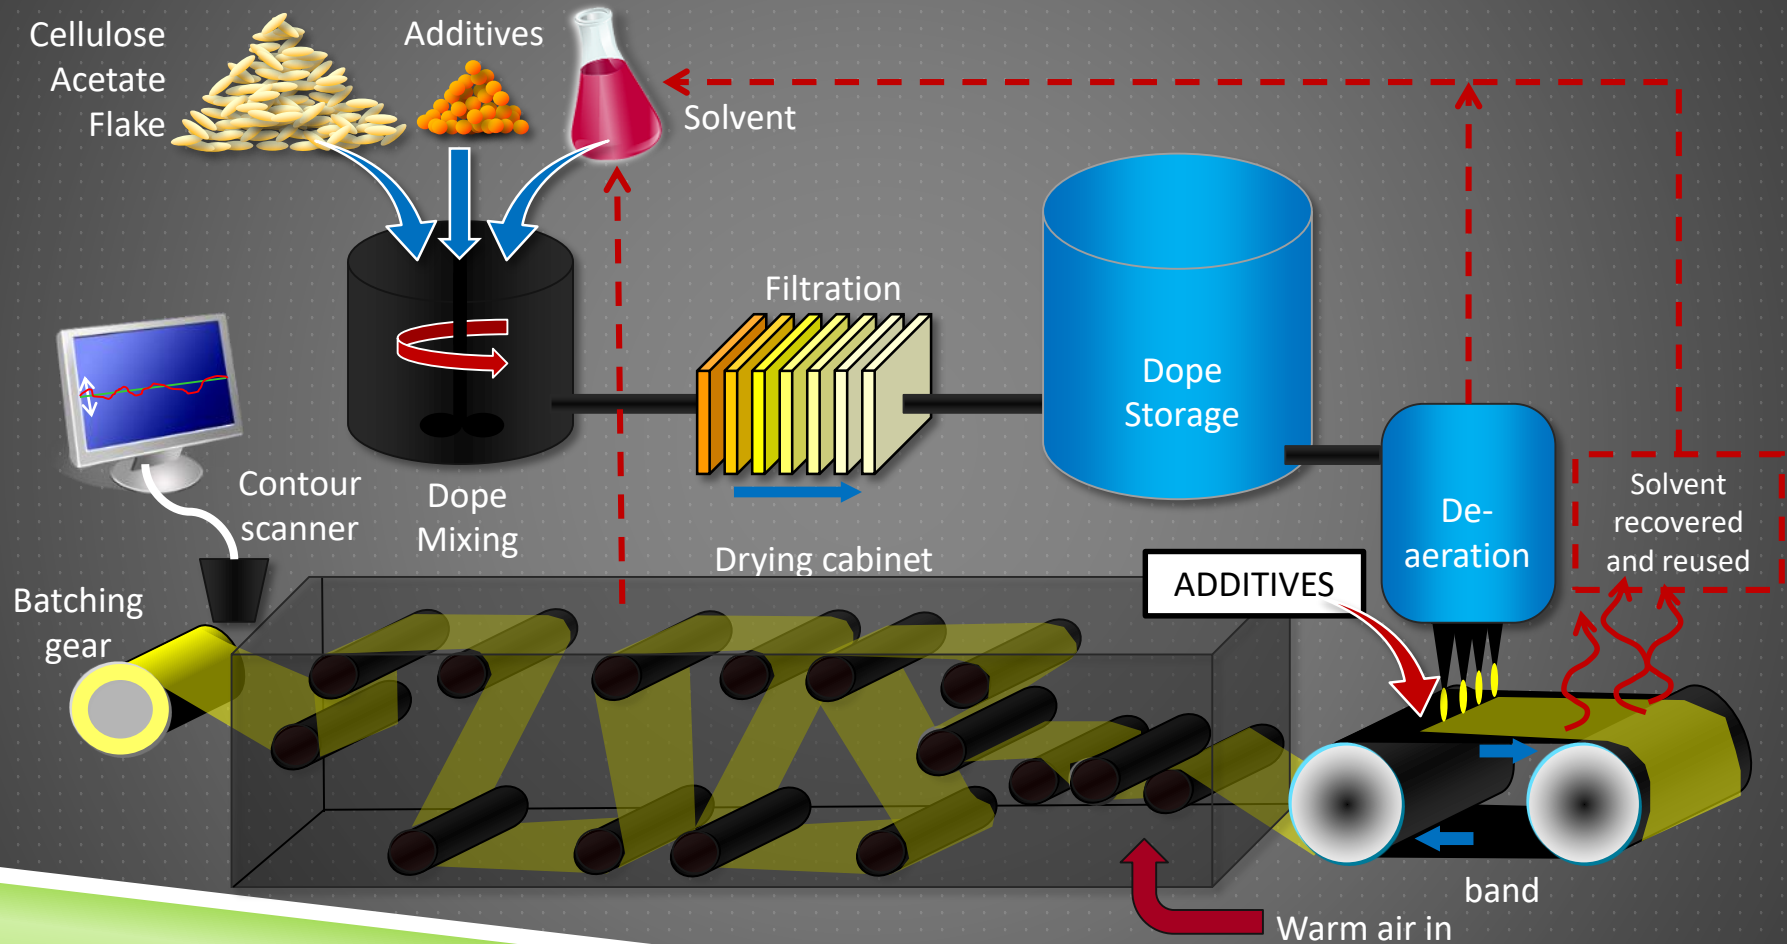 Cellulose
Acetate
Flake
Additives
Solvent
Filtration
Dope
Storage
Contour
scanner
Dope
Mixing
De-
aeration
Solvent
recovered
and reused
Drying cabinet
ADDITIVES
Batching
gear
band
Warm air in